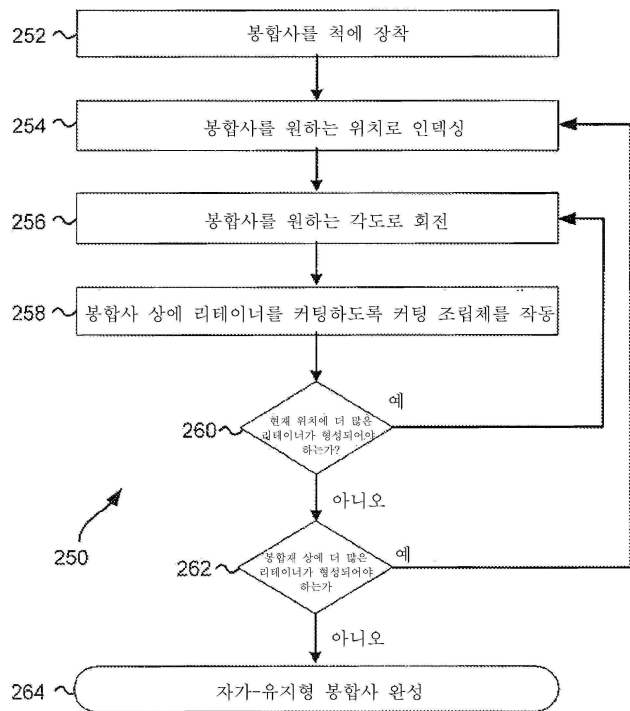 252
봉합사를 척에 장착
254
봉합사를 원하는 위치로 인덱싱
256
봉합사를 원하는 각도로 회전
258
봉합사 상에 리테이너를 커팅하도록 커팅 조립체를 작동
예
260
현재 위치에 더 많은
리테이너가 형성되어야
하는가?
아니오
250
예
262
봉합재 상에 더 많은
리테이너가 형성되어야
하는가
아니오
264
자가-유지형 봉합사 완성